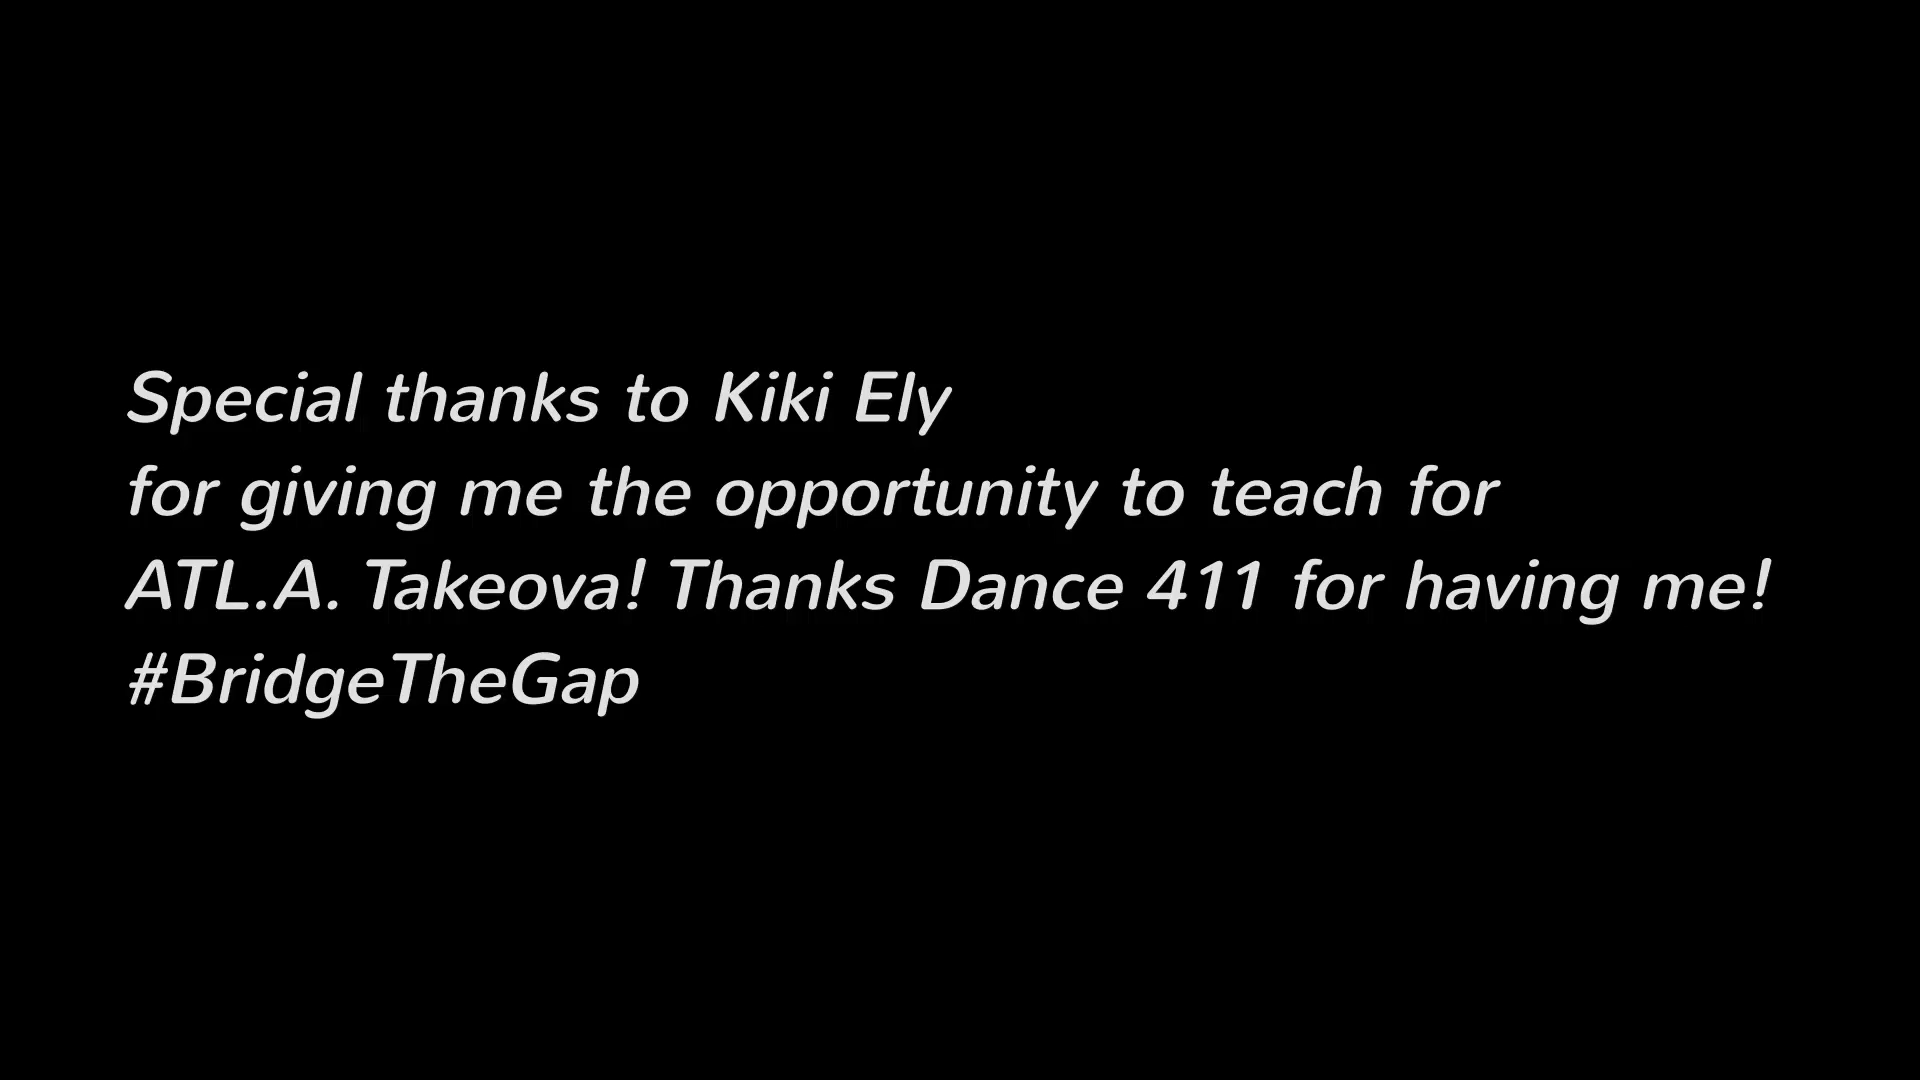 Special thanks to Kiki Ely
for giving me the opportunity to teach for
ATL.A. Takeova! Thanks Dance 411 for having me!
#BridgeTheGap